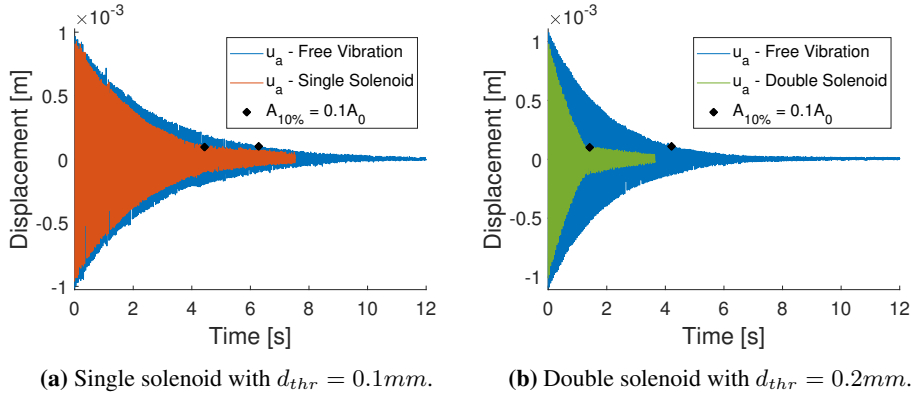 ×10⁻³
1
0.5
0
-0.5
-1
Displacement [m]
0 2 4 6 8 10 12
Time [s]
u_a - Free Vibration
u_a - Single Solenoid
A_10% = 0.1A_0
(a) Single solenoid with d_thr = 0.1mm.
×10⁻³
1
0.5
0
-0.5
-1
Displacement [m]
0 2 4 6 8 10 12
Time [s]
u_a - Free Vibration
u_a - Double Solenoid
A_10% = 0.1A_0
(b) Double solenoid with d_thr = 0.2mm.